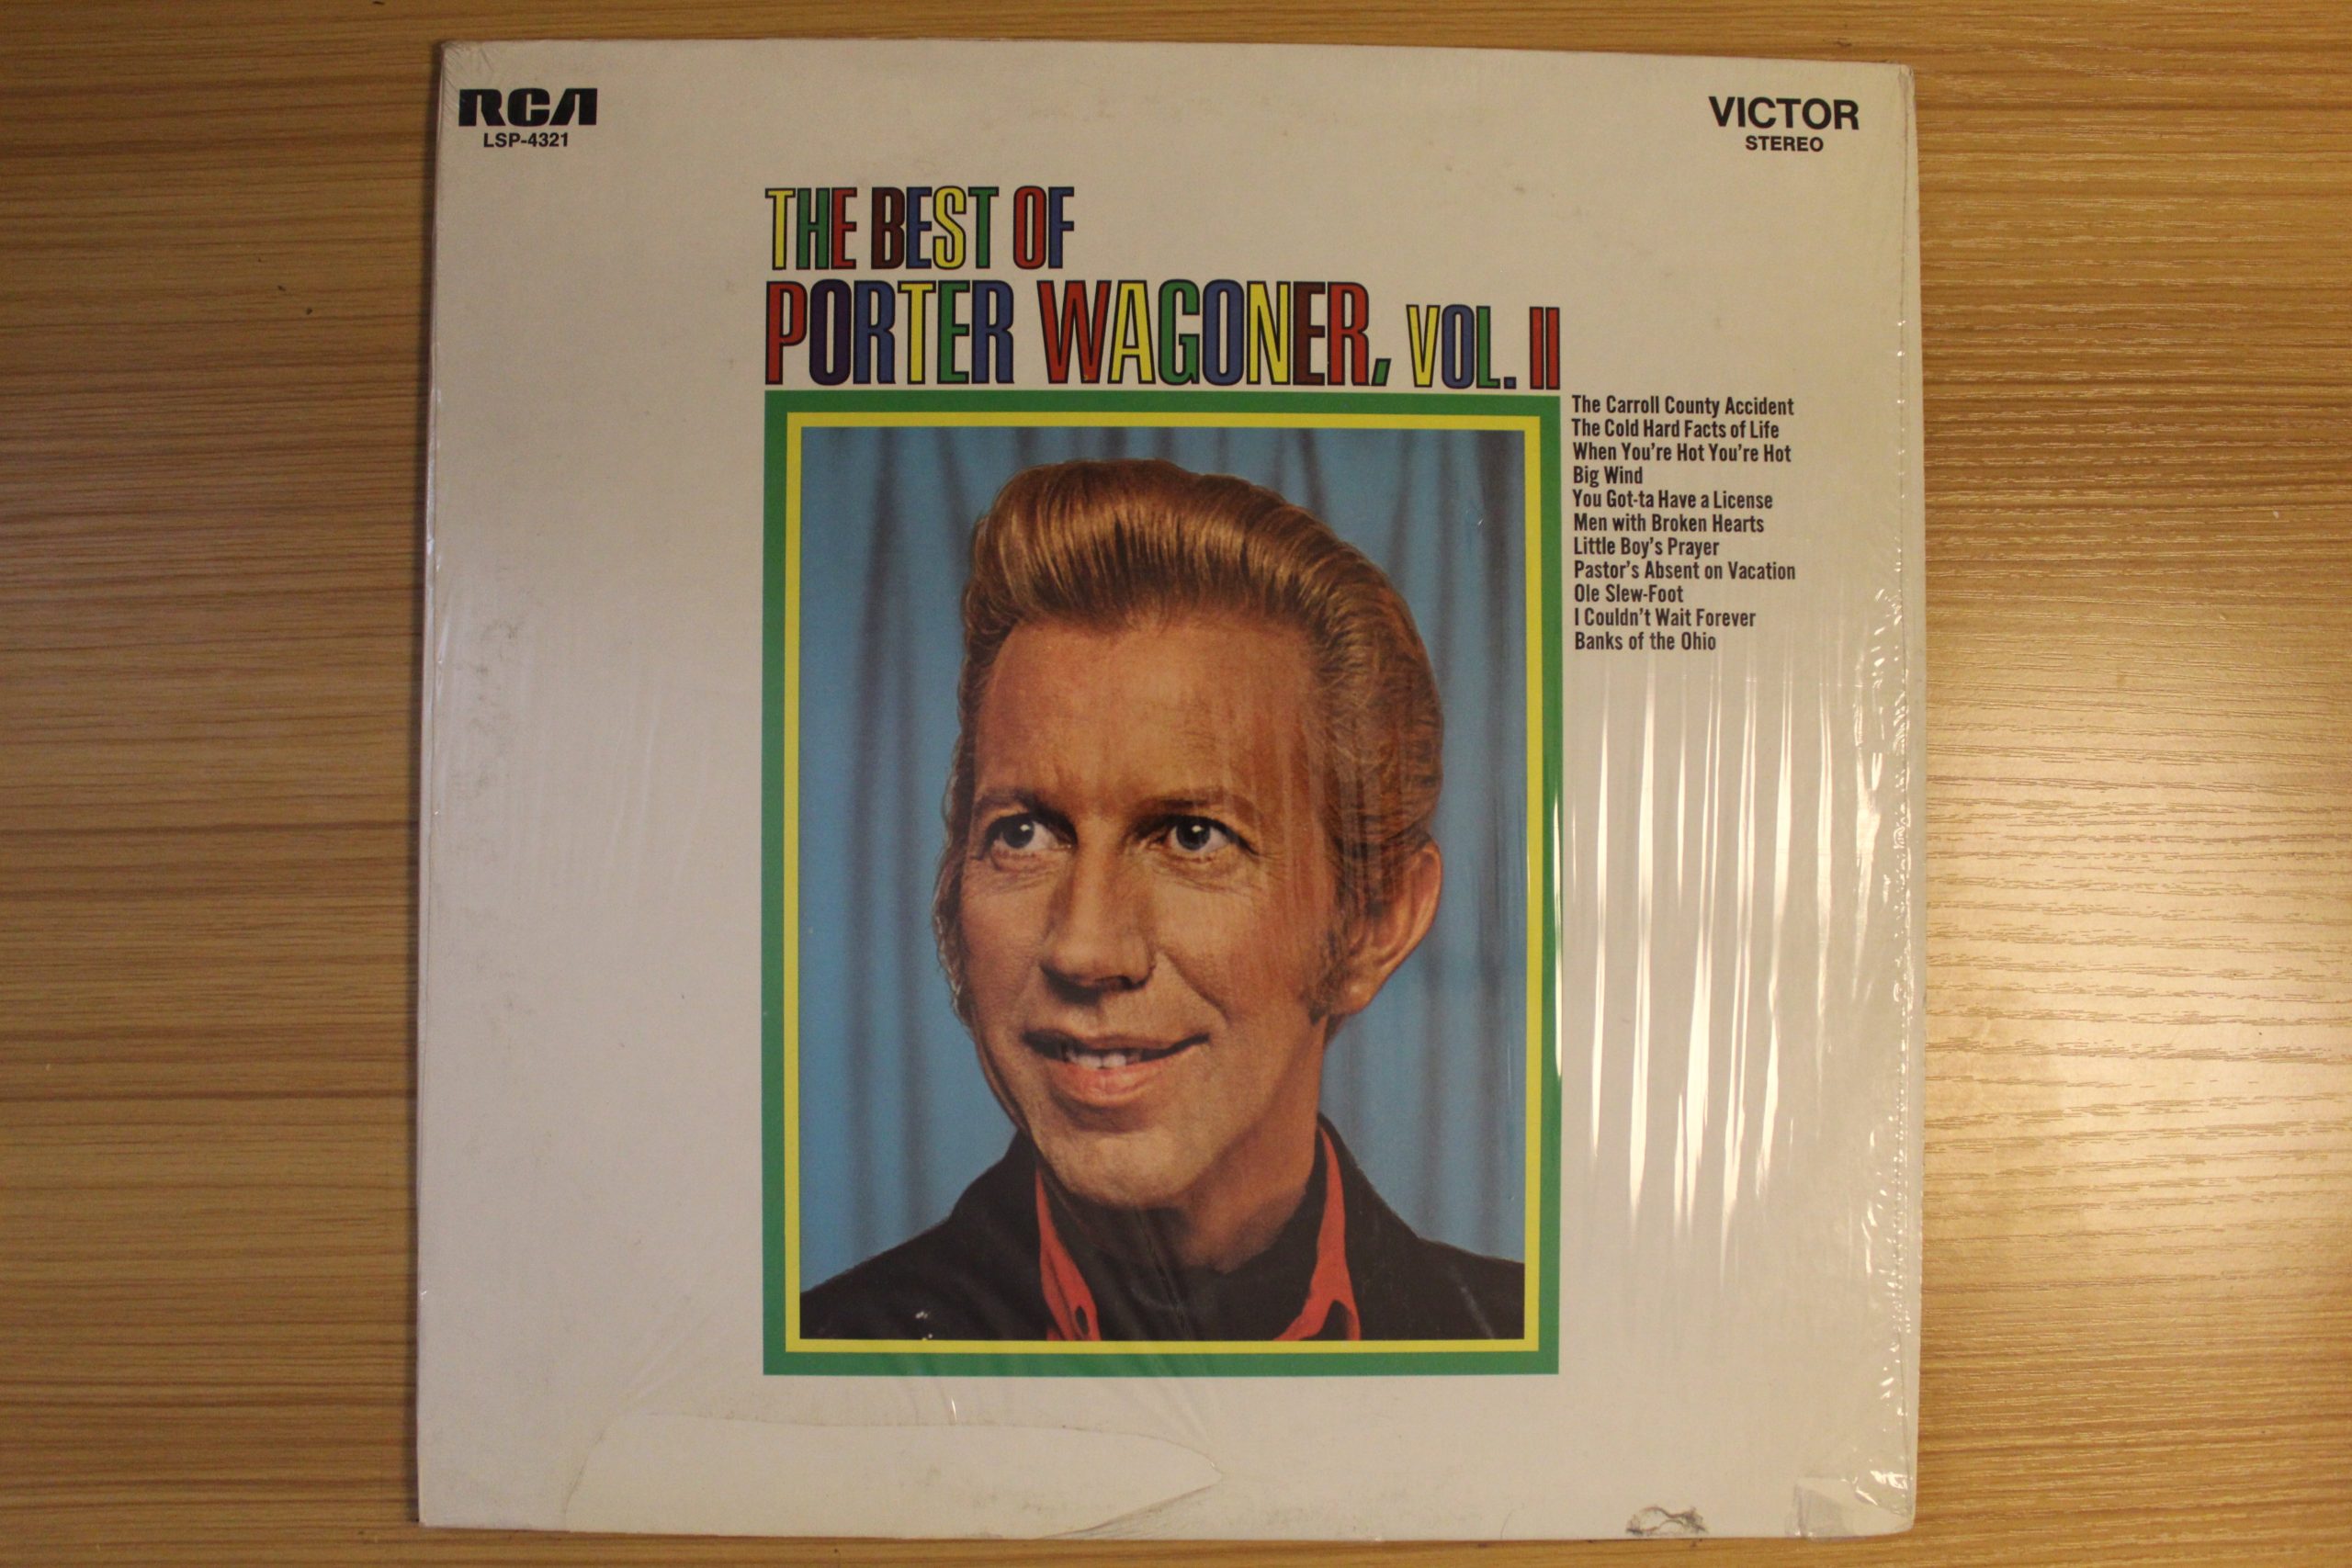 RCA
LSP-4321
VICTOR
STEREO
THE BEST OF
PORTER WAGONER, VOL. II
The Carroll County Accident
The Cold Hard Facts of Life
When You're Hot You're Hot
Big Wind
You Got-ta Have a License
Men with Broken Hearts
Little Boy's Prayer
Pastor's Absent on Vacation
Ole Slew-Foot
I Couldn't Wait Forever
Banks of the Ohio